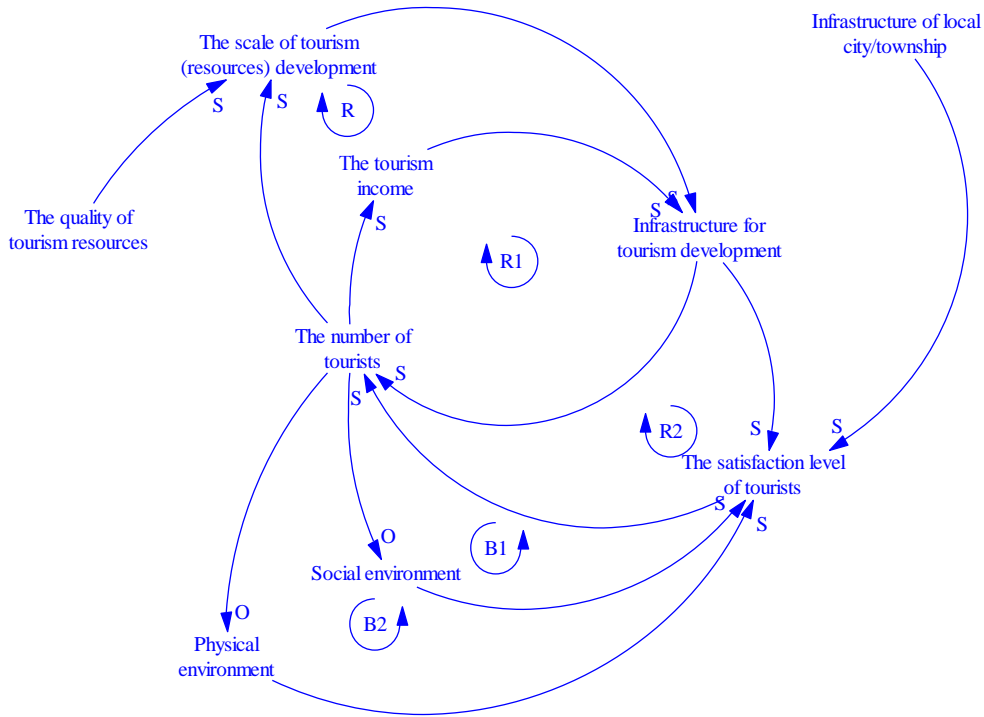 Infrastructure of local
city/township
The scale of tourism
(resources) development
S
S
R
The tourism
income
S
The quality of
tourism resources
S
S
Infrastructure for
tourism development
R1
The number of
tourists
S
S
R2
S
S
The satisfaction level
of tourists
S
S
O
B1
Social environment
O
B2
Physical
environment